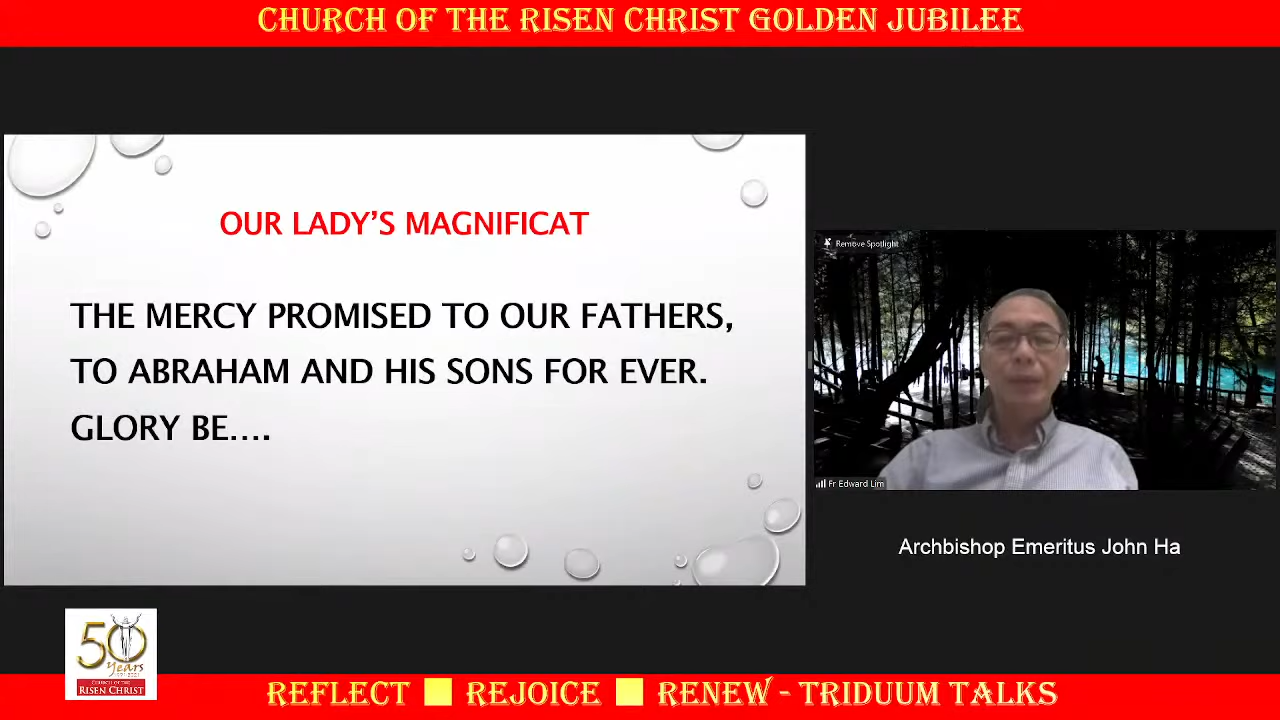 CHURCH OF THE RISEN CHRIST GOLDEN JUBILEE
OUR LADY’S MAGNIFICAT
THE MERCY PROMISED TO OUR FATHERS,
TO ABRAHAM AND HIS SONS FOR EVER.
GLORY BE....
Remove Spotlight
Fr Edward Lim
Archbishop Emeritus John Ha
50
Years
CHURCH OF THE
RISEN CHRIST
REFLECT REJOICE RENEW - TRIDUUM TALKS